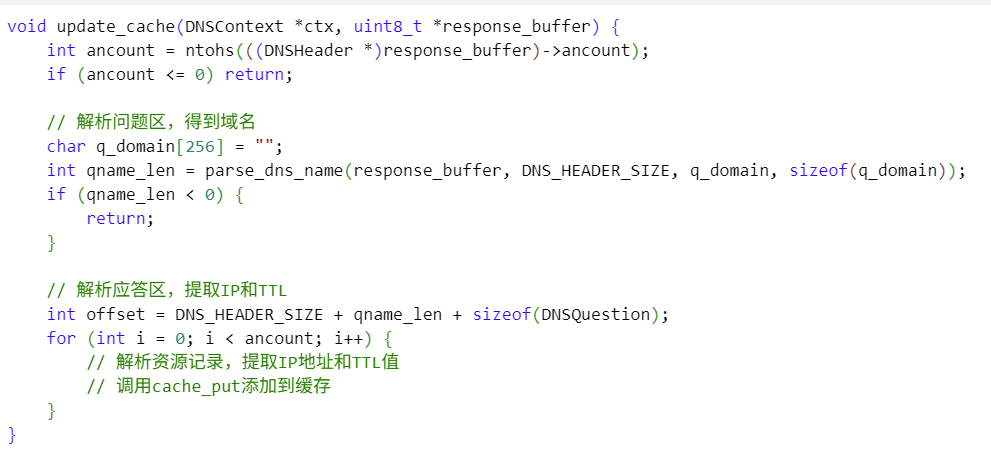 void update_cache(DNSContext *ctx, uint8_t *response_buffer) {
    int ancount = ntohs(((DNSHeader *)response_buffer)->ancount);
    if (ancount <= 0) return;

    // 解析问题区，得到域名
    char q_domain[256] = "";
    int qname_len = parse_dns_name(response_buffer, DNS_HEADER_SIZE, q_domain, sizeof(q_domain));
    if (qname_len < 0) {
        return;
    }

    // 解析应答区，提取IP和TTL
    int offset = DNS_HEADER_SIZE + qname_len + sizeof(DNSQuestion);
    for (int i = 0; i < ancount; i++) {
        // 解析资源记录，提取IP地址和TTL值
        // 调用cache_put添加到缓存
    }
}